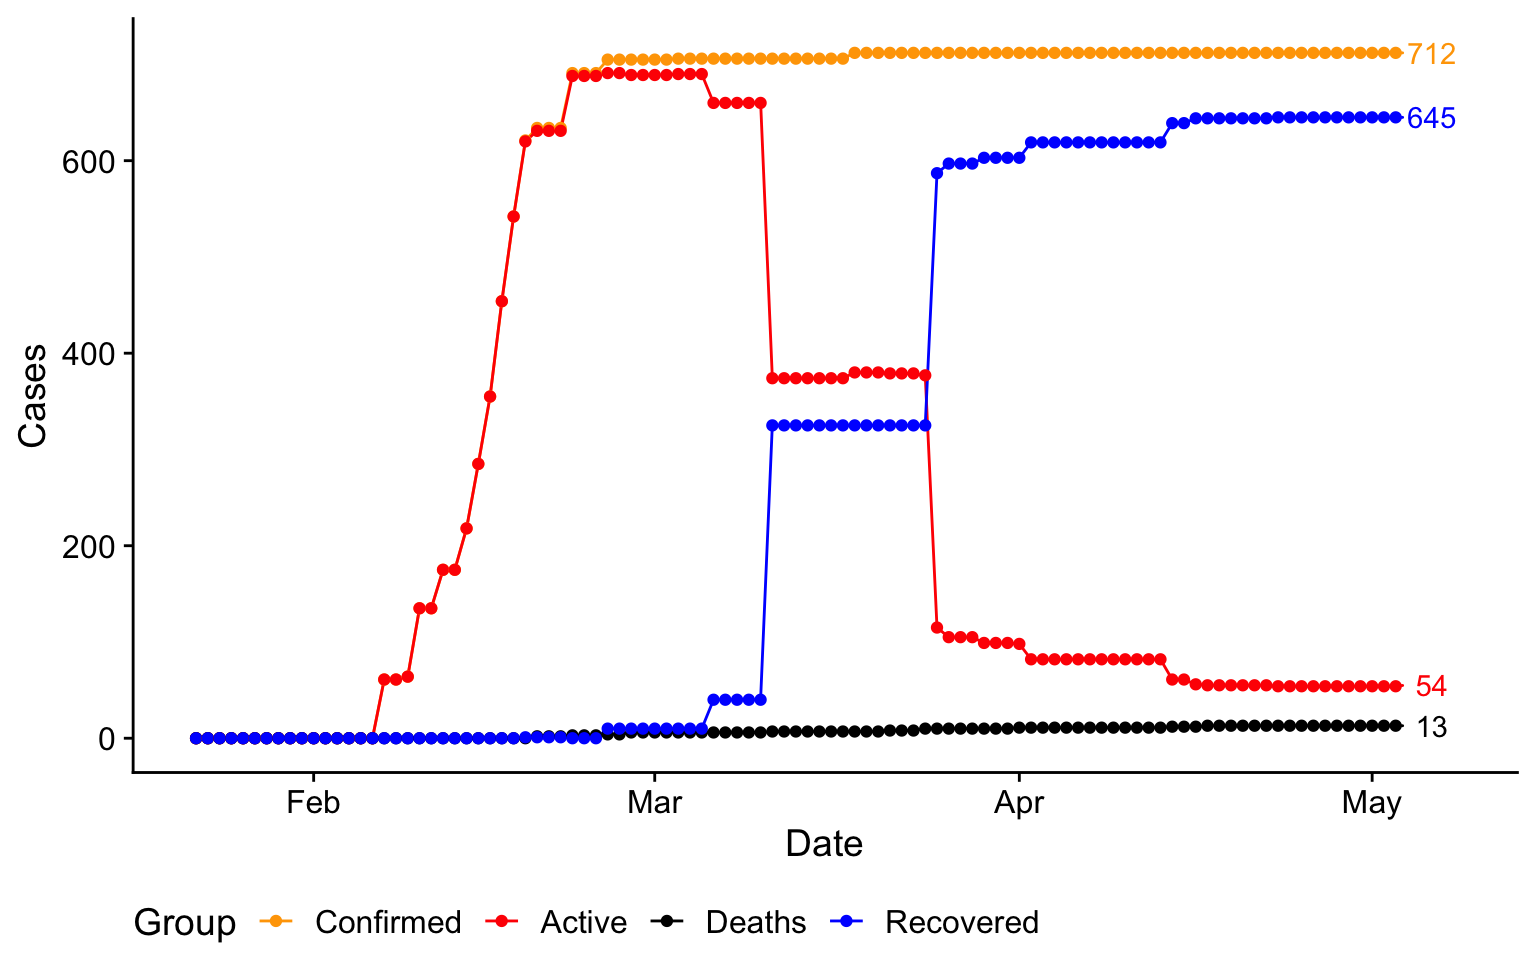 712
645
600
400
200
0
54
13
Cases
Feb Mar Apr May
Date
Group Confirmed Active Deaths Recovered